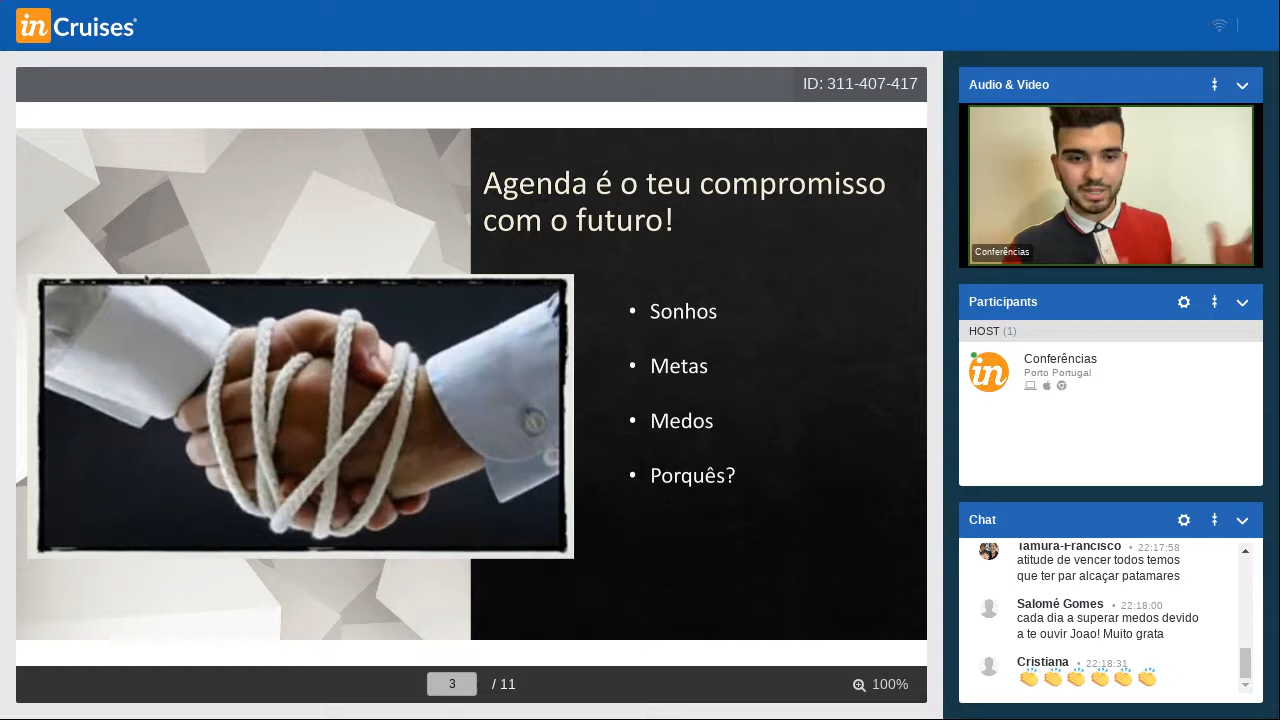 in Cruises®
ID: 311-407-417
Agenda é o teu compromisso
com o futuro!
• Sonhos
• Metas
• Medos
• Porquês?
3 / 11
100%
Audio & Video
Conferências
Participants
HOST (1)
in
Conferências
Porto Portugal
Chat
Tamura-Francisco • 22:17:58
atitude de vencer todos temos
que ter par alcaçar patamares
Salomé Gomes • 22:18:00
cada dia a superar medos devido
a te ouvir Joao! Muito grata
Cristiana • 22:18:31
👏👏👏👏👏👏